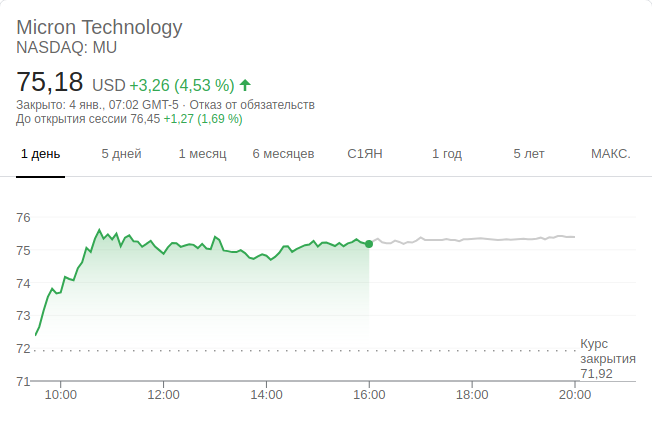 Micron Technology
NASDAQ: MU
75,18 USD +3,26 (4,53 %)
Закрыто: 4 янв., 07:02 GMT-5 · Отказ от обязательств
До открытия сессии 76,45 +1,27 (1,69 %)
1 день 5 дней 1 месяц 6 месяцев С1ЯН 1 год 5 лет МАКС.
76
75
74
73
72
71
Курс
закрытия
71,92
10:00 12:00 14:00 16:00 18:00 20:00